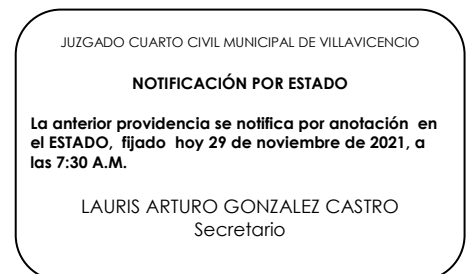 JUZGADO CUARTO CIVIL MUNICIPAL DE VILLAVICENCIO
NOTIFICACIÓN POR ESTADO
La anterior providencia se notifica por anotación en
el ESTADO, fijado hoy 29 de noviembre de 2021, a
las 7:30 A.M.
LAURIS ARTURO GONZALEZ CASTRO
Secretario